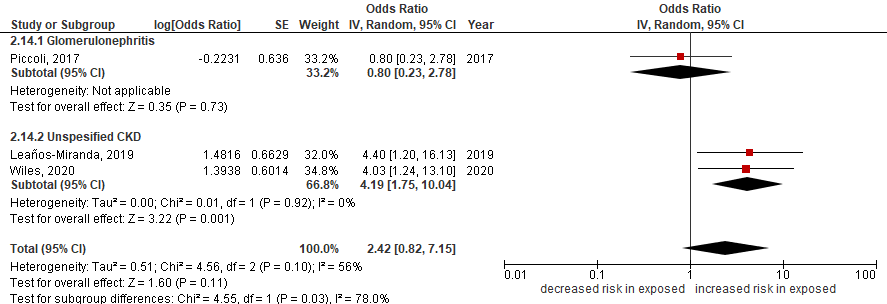 Odds Ratio Odds Ratio
Study or Subgroup log[Odds Ratio] SE Weight IV, Random, 95% CI Year IV, Random, 95% CI
2.14.1 Glomerulonephritis
Piccoli, 2017 -0.2231 0.636 33.2% 0.80 [0.23, 2.78] 2017
Subtotal (95% CI) 33.2% 0.80 [0.23, 2.78]
Heterogeneity: Not applicable
Test for overall effect: Z = 0.35 (P = 0.73)
2.14.2 Unspesified CKD
Leaños-Miranda, 2019 1.4816 0.6629 32.0% 4.40 [1.20, 16.13] 2019
Wiles, 2020 1.3938 0.6014 34.8% 4.03 [1.24, 13.10] 2020
Subtotal (95% CI) 66.8% 4.19 [1.75, 10.04]
Heterogeneity: Tau² = 0.00; Chi² = 0.01, df = 1 (P = 0.92); I² = 0%
Test for overall effect: Z = 3.22 (P = 0.001)
Total (95% CI) 100.0% 2.42 [0.82, 7.15]
Heterogeneity: Tau² = 0.51; Chi² = 4.56, df = 2 (P = 0.10); I² = 56%
Test for overall effect: Z = 1.60 (P = 0.11)
Test for subgroup differences: Chi² = 4.55, df = 1 (P = 0.03), I² = 78.0%
0.01 0.1 1 10 100
decreased risk in exposed increased risk in exposed